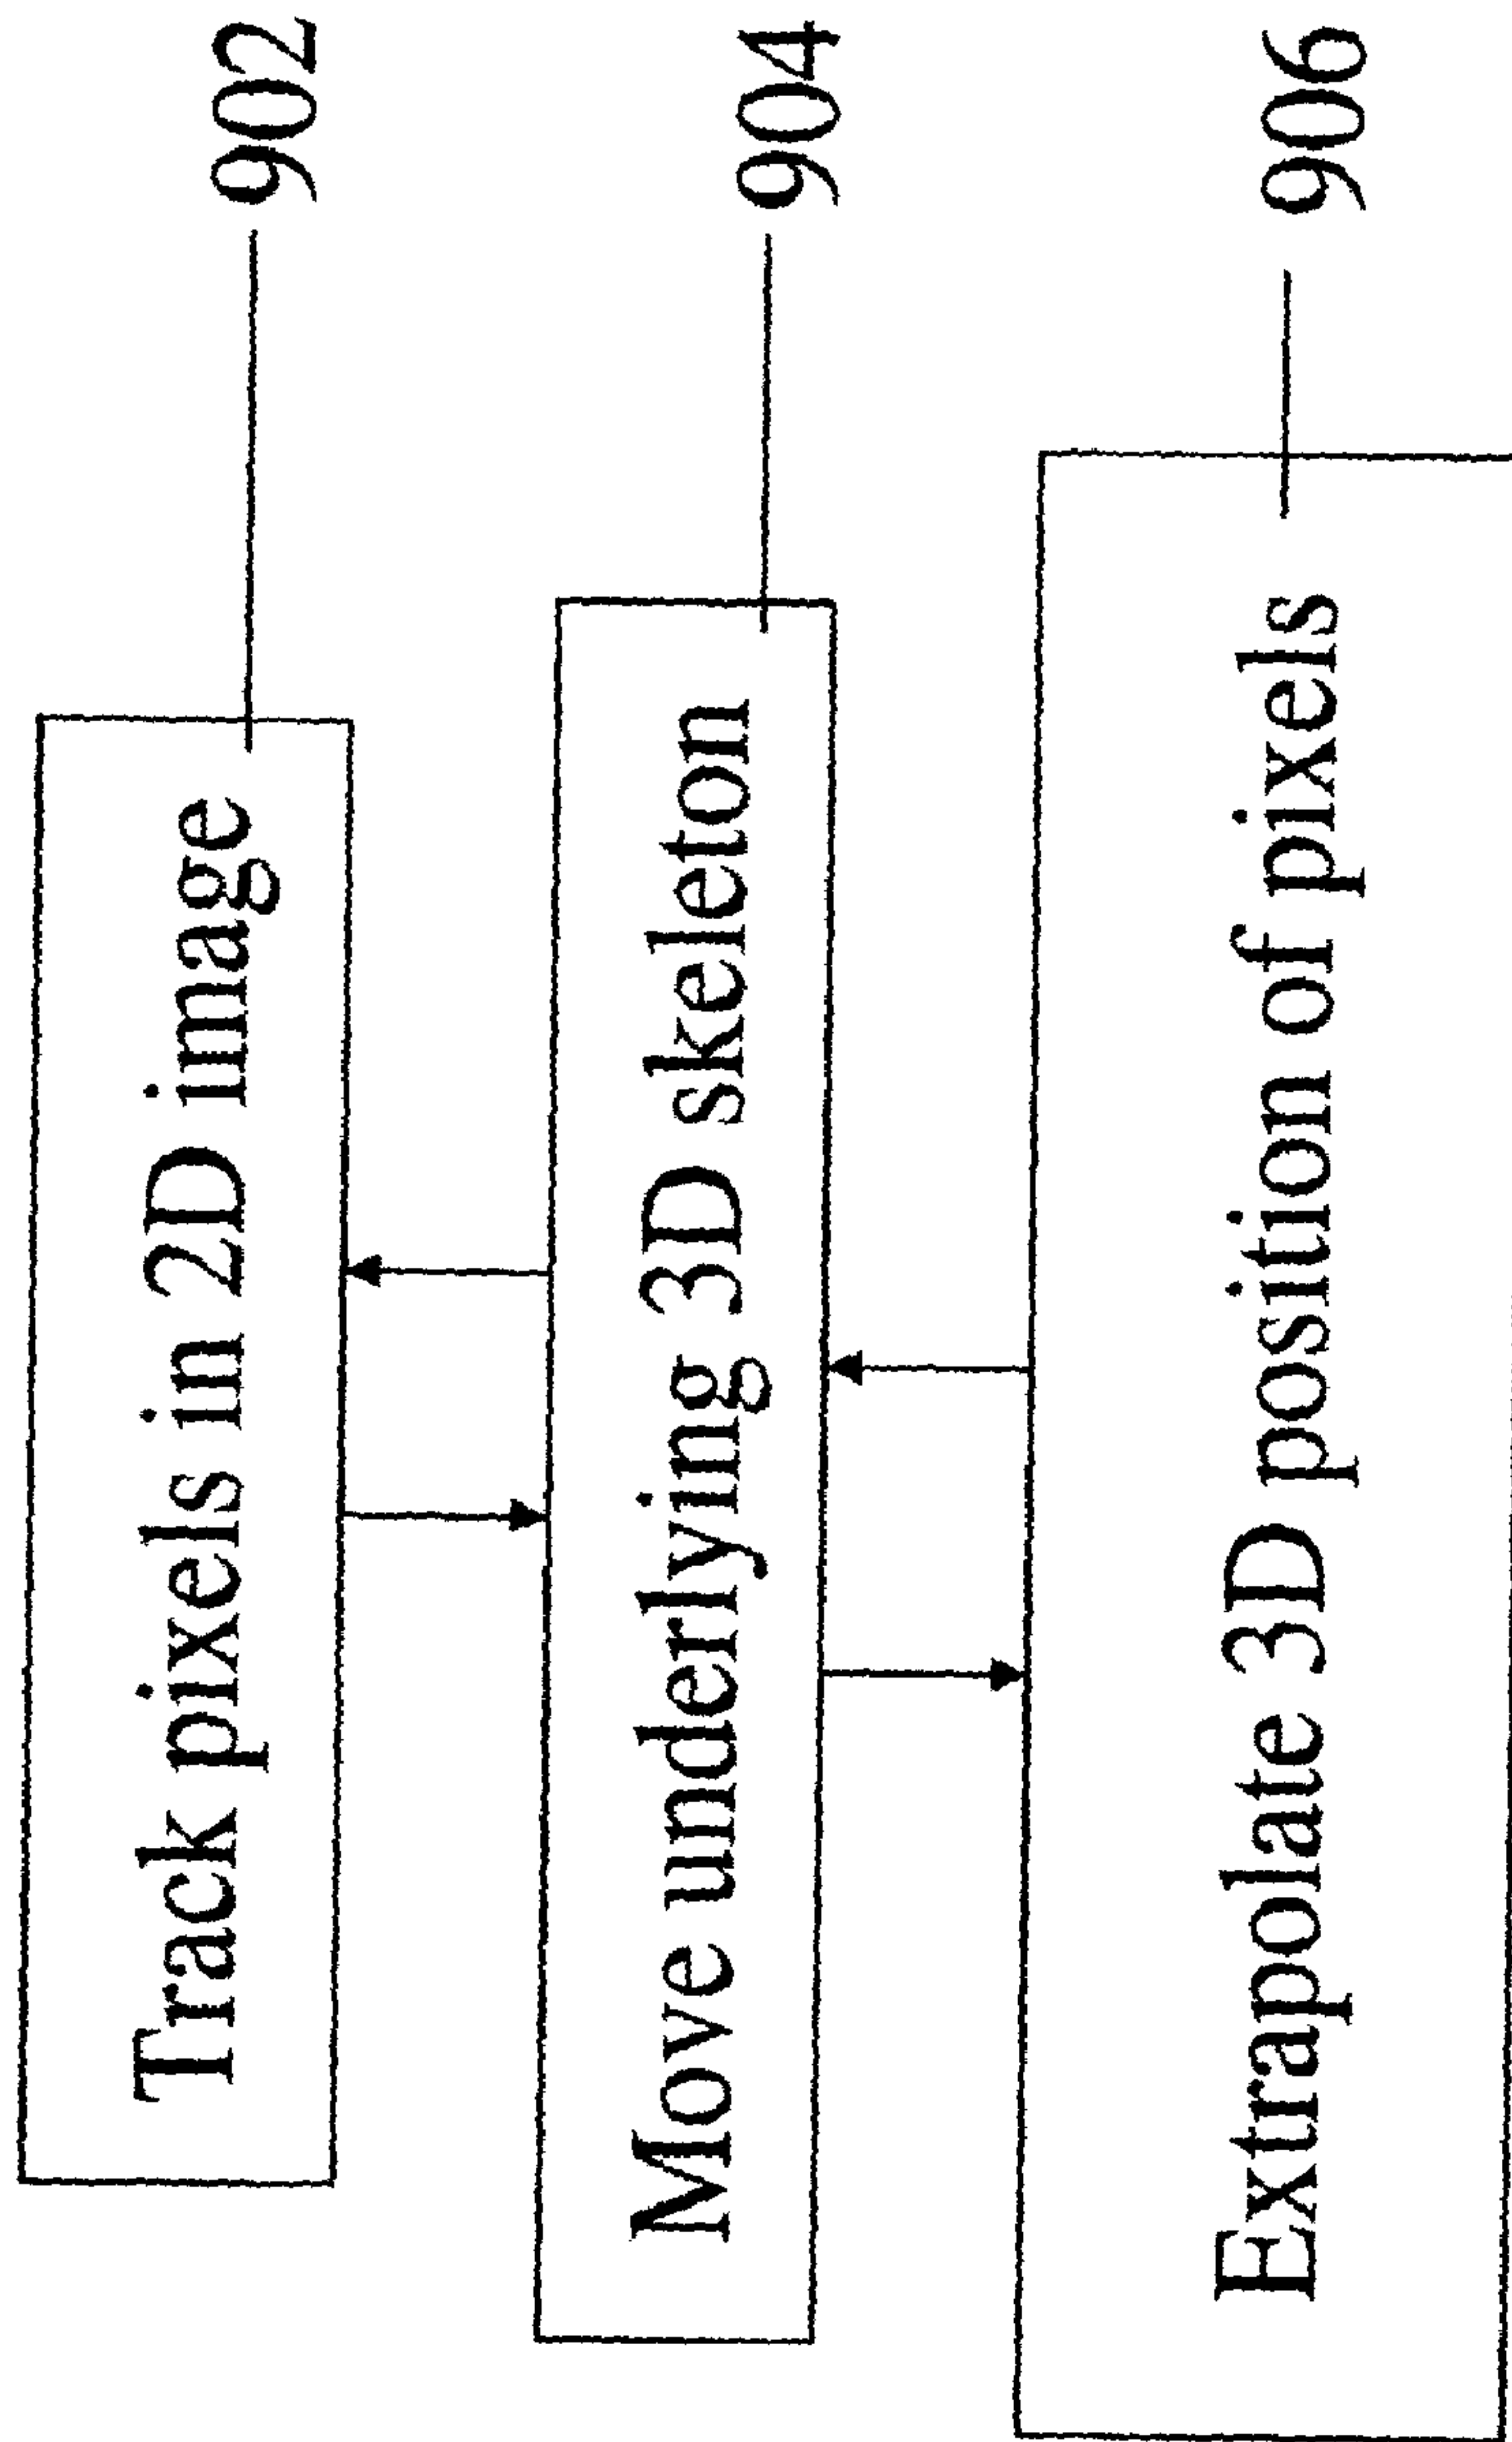 Track pixels in 2D image
902
Move underlying 3D skeleton
904
Extrapolate 3D position of pixels
906